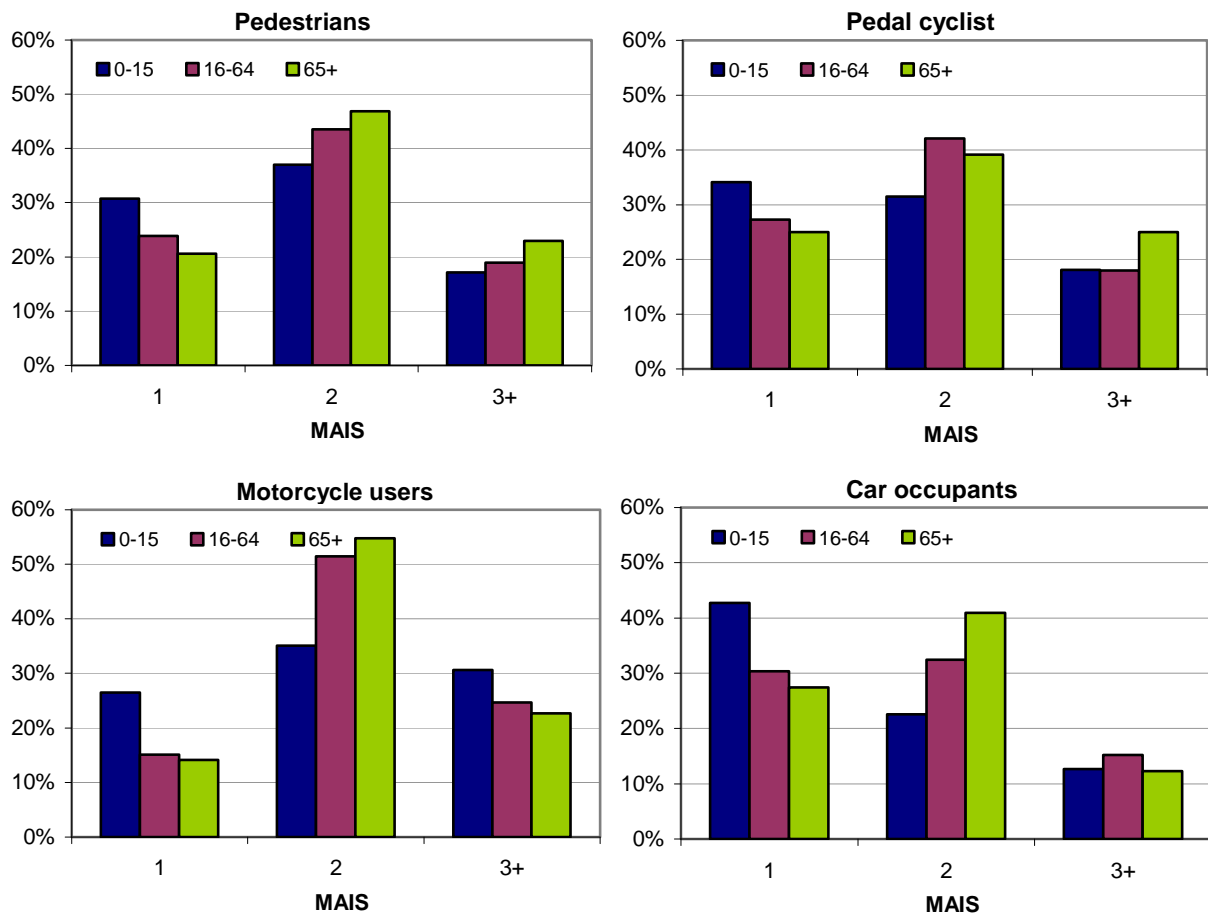 Pedestrians
0-15 16-64 65+
60%
50%
40%
30%
20%
10%
0%
1 2 3+
MAIS
Pedal cyclist
0-15 16-64 65+
60%
50%
40%
30%
20%
10%
0%
1 2 3+
MAIS
Motorcycle users
0-15 16-64 65+
60%
50%
40%
30%
20%
10%
0%
1 2 3+
MAIS
Car occupants
0-15 16-64 65+
60%
50%
40%
30%
20%
10%
0%
1 2 3+
MAIS